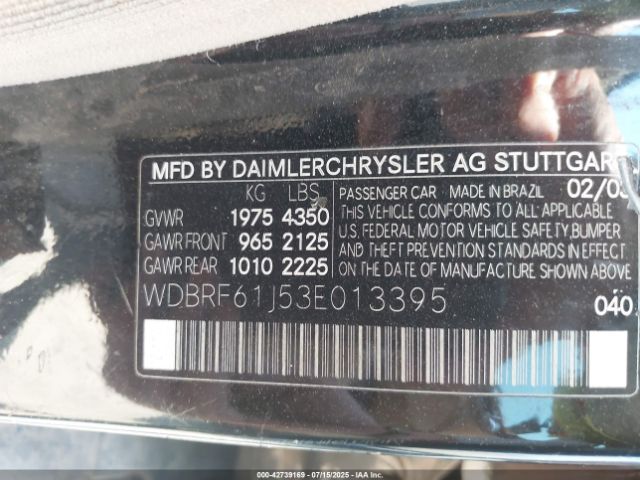 MFD BY DAIMLERCHRYSLER AG STUTTGAR
KG LBS
GVWR 1975 4350
GAWR FRONT 965 2125
GAWR REAR 1010 2225
PASSENGER CAR MADE IN BRAZIL 02/03
THIS VEHICLE CONFORMS TO ALL APPLICABLE
U.S. FEDERAL MOTOR VEHICLE SAFETY, BUMPER
AND THEFT PREVENTION STANDARDS IN EFFECT
ON THE DATE OF MANUFACTURE SHOWN ABOVE
WDBRF61J53E013395
040
000-42739169 - 07/15/2025 - IAA Inc.